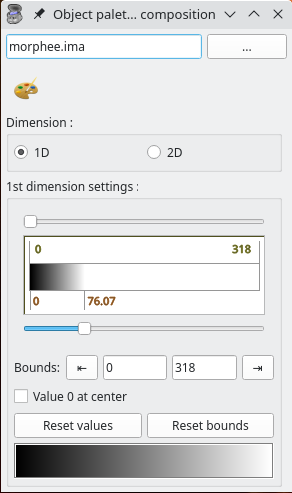 Object palet... composition
morphee.ima
...
Dimension :
1D
2D
1st dimension settings :
0
318
0
76.07
Bounds:
0
318
Value 0 at center
Reset values
Reset bounds